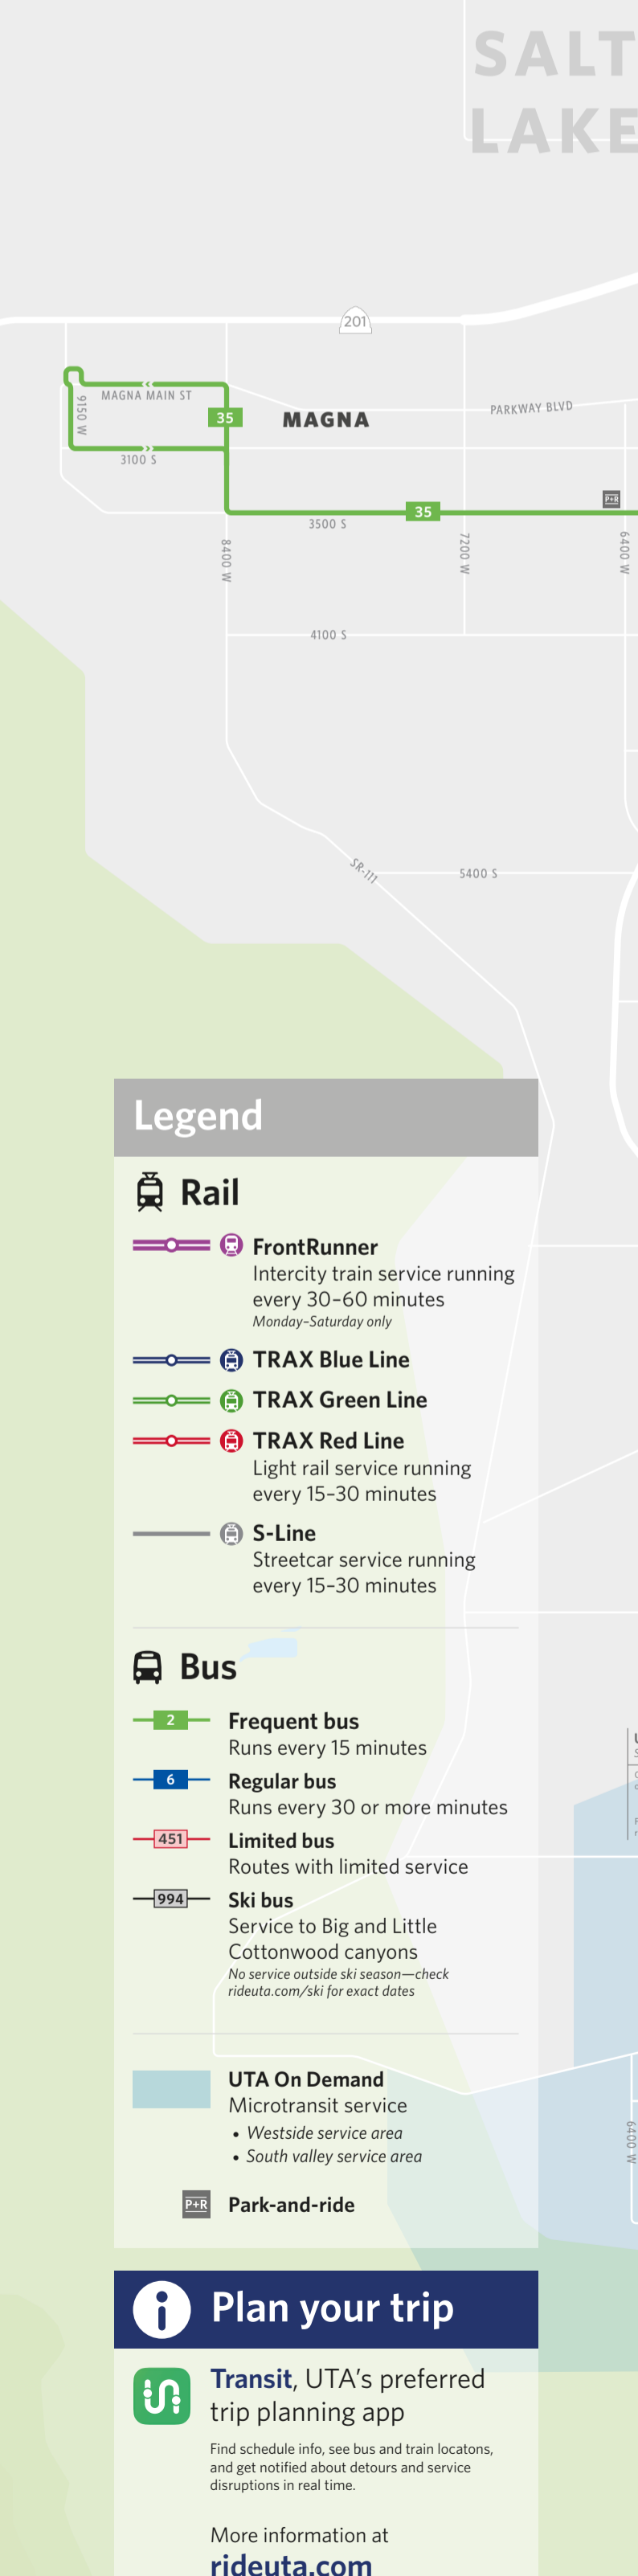 SALT
LAKE
201
MAGNA MAIN ST
9150 W
35
MAGNA
PARKWAY BLVD
3100 S
P+R
35
3500 S
8400 W
7200 W
6400 W
4100 S
SR-111
5400 S
Legend
Rail
FrontRunner
Intercity train service running
every 30–60 minutes
Monday–Saturday only
TRAX Blue Line
TRAX Green Line
TRAX Red Line
Light rail service running
every 15–30 minutes
S-Line
Streetcar service running
every 15–30 minutes
Bus
2 Frequent bus
Runs every 15 minutes
6 Regular bus
Runs every 30 or more minutes
451 Limited bus
Routes with limited service
994 Ski bus
Service to Big and Little
Cottonwood canyons
No service outside ski season—check
rideuta.com/ski for exact dates
UTA On Demand
Microtransit service
• Westside service area
• South valley service area
6400 W
P+R Park-and-ride
Plan your trip
Transit, UTA's preferred
trip planning app
Find schedule info, see bus and train locatons,
and get notified about detours and service
disruptions in real time.
More information at
rideuta.com